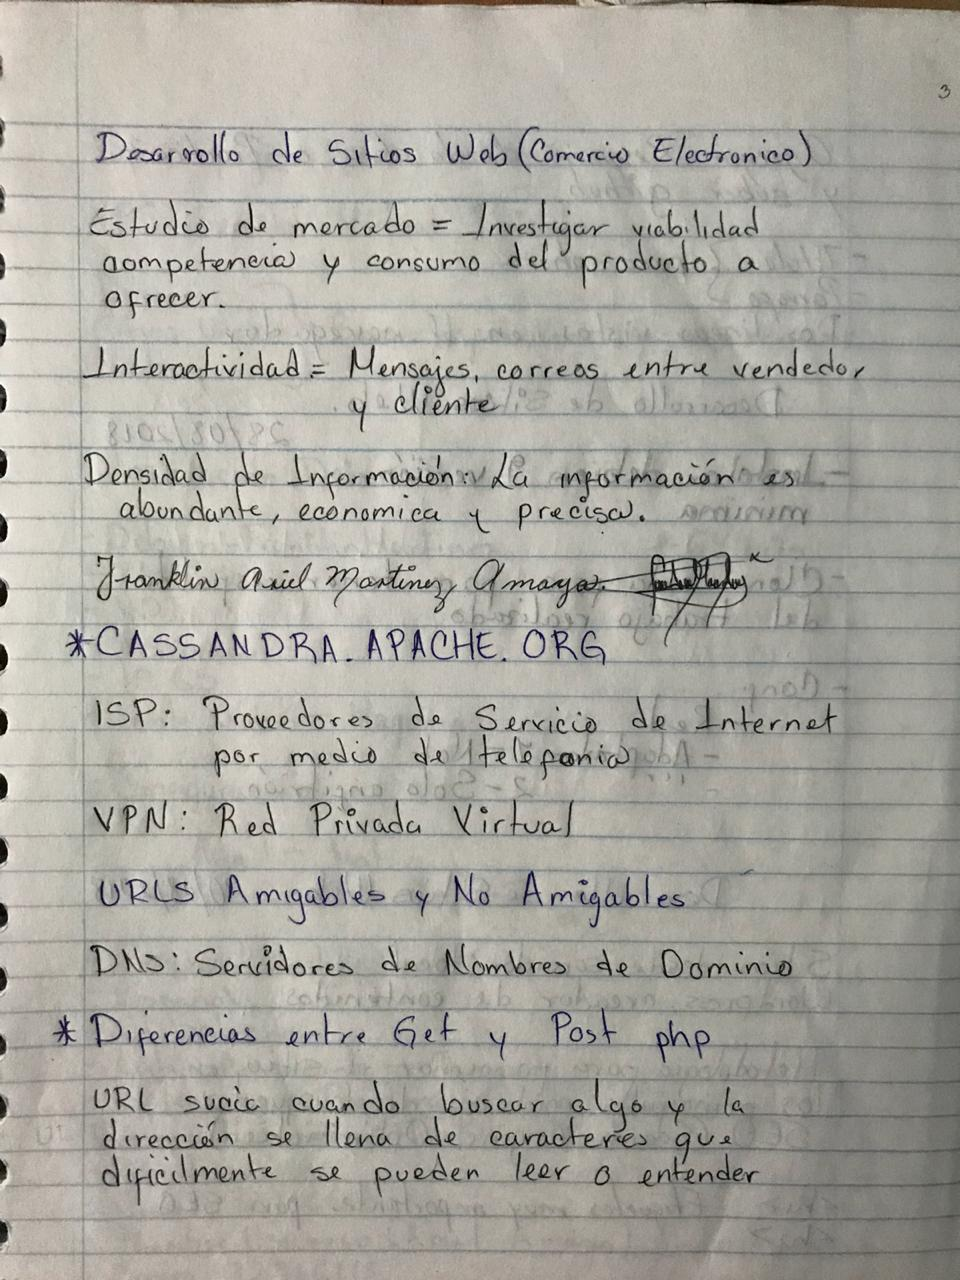 3
Desarrollo de Sitios Web (Comercio Electronico)
Estudio de mercado = Investigar viabilidad
competencia y consumo del producto a
ofrecer.
Interactividad = Mensajes, correos entre vendedor
y cliente
Densidad de Información: La información es
abundante, economica y precisa.
Franklin Ariel Martinez Amaya.
*CASSANDRA.APACHE.ORG
ISP: Proveedores de Servicio de Internet
por medio de telefonia
VPN: Red Privada Virtual
URLS Amigables y No Amigables
DNS: Servidores de Nombres de Dominio
* Diferencias entre Get y Post php
URL sucia cuando buscar algo y la
dirección se llena de caracteres que
dificilmente se pueden leer o entender